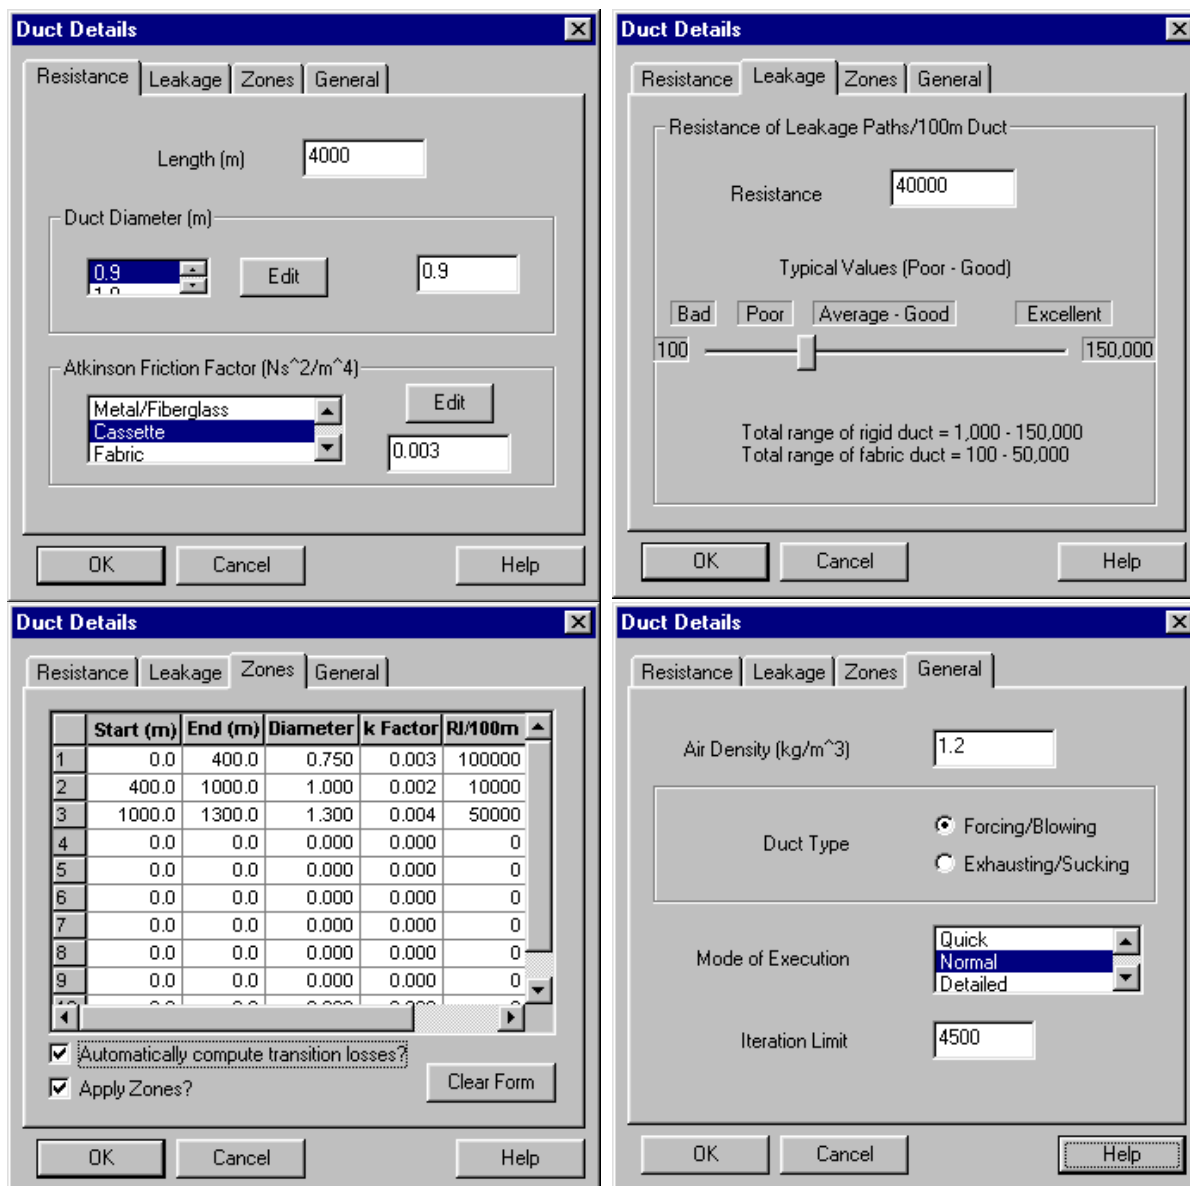 Duct Details
Resistance Leakage Zones General
Length (m) 4000
Duct Diameter (m)
0.9 Edit 0.9
Atkinson Friction Factor (Ns^2/m^4)
Metal/Fiberglass Edit
Cassette
Fabric 0.003
OK Cancel Help
Duct Details
Resistance Leakage Zones General
Resistance of Leakage Paths/100m Duct
Resistance 40000
Typical Values (Poor - Good)
Bad Poor Average - Good Excellent
100 150,000
Total range of rigid duct = 1,000 - 150,000
Total range of fabric duct = 100 - 50,000
OK Cancel Help
Duct Details
Resistance Leakage Zones General
Start (m) End (m) Diameter k Factor Rl/100m
1 0.0 400.0 0.750 0.003 100000
2 400.0 1000.0 1.000 0.002 10000
3 1000.0 1300.0 1.300 0.004 50000
4 0.0 0.0 0.000 0.000 0
5 0.0 0.0 0.000 0.000 0
6 0.0 0.0 0.000 0.000 0
7 0.0 0.0 0.000 0.000 0
8 0.0 0.0 0.000 0.000 0
9 0.0 0.0 0.000 0.000 0
Automatically compute transition losses?
Apply Zones? Clear Form
OK Cancel Help
Duct Details
Resistance Leakage Zones General
Air Density (kg/m^3) 1.2
Duct Type
Forcing/Blowing
Exhausting/Sucking
Mode of Execution
Quick
Normal
Detailed
Iteration Limit 4500
OK Cancel Help